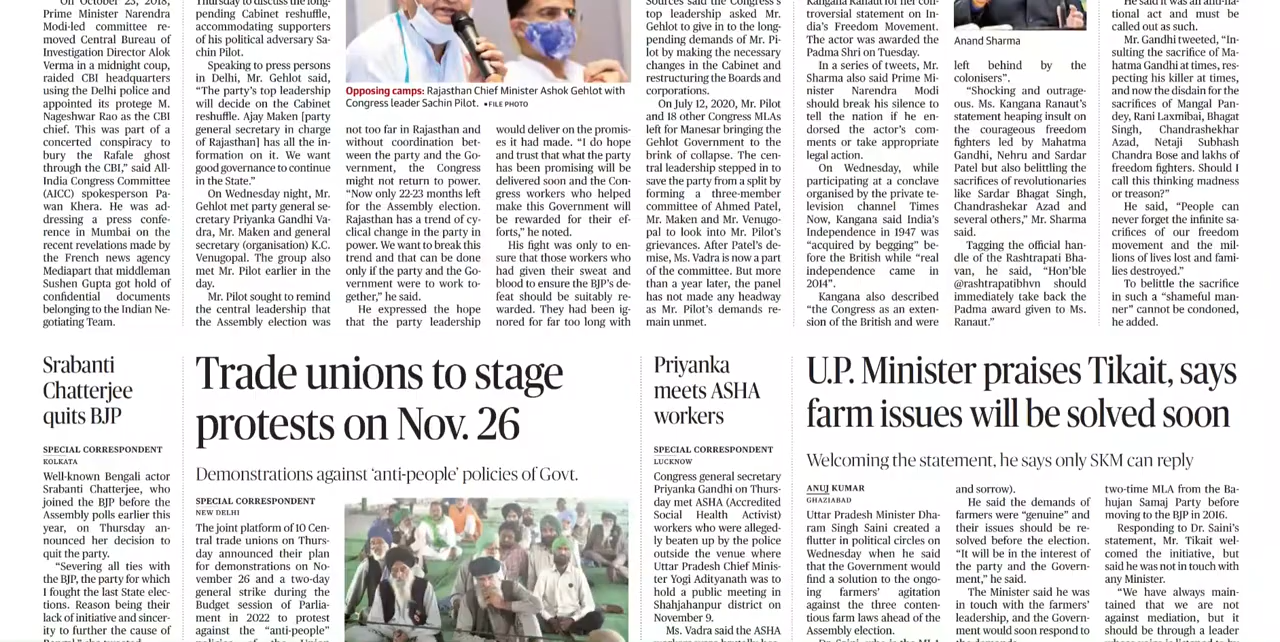 On October 23, 2018,
Prime Minister Narendra
Modi-led committee re-
moved Central Bureau of
Investigation Director Alok
Verma in a midnight coup,
raided CBI headquarters
using the Delhi police and
appointed its protege M.
Nageshwar Rao as the CBI
chief. This was part of a
concerted conspiracy to
bury the Rafale ghost
through the CBI,” said All-
India Congress Committee
(AICC) spokesperson Pa-
wan Khera. He was ad-
dressing a press confe-
rence in Mumbai on the
recent revelations made by
the French news agency
Mediapart that middleman
Sushen Gupta got hold of
confidential documents
belonging to the Indian Ne-
gotiating Team.
Thursday to discuss the long-
pending Cabinet reshuffle,
accommodating supporters
of his political adversary Sa-
chin Pilot.
Speaking to press persons
in Delhi, Mr. Gehlot said,
“The party’s top leadership
will decide on the Cabinet
reshuffle. Ajay Maken [party
general secretary in charge
of Rajasthan] has all the in-
formation on it. We want
good governance to continue
in the State.”
On Wednesday night, Mr.
Gehlot met party general se-
cretary Priyanka Gandhi Va-
dra, Mr. Maken and general
secretary (organisation) K.C.
Venugopal. The group also
met Mr. Pilot earlier in the
day.
Mr. Pilot sought to remind
the central leadership that
the Assembly election was
Opposing camps: Rajasthan Chief Minister Ashok Gehlot with
Congress leader Sachin Pilot. •FILE PHOTO
not too far in Rajasthan and
without coordination bet-
ween the party and the Go-
vernment, the Congress
might not return to power.
“Now only 22-23 months left
for the Assembly election.
Rajasthan has a trend of cy-
clical change in the party in
power. We want to break this
trend and that can be done
only if the party and the Go-
vernment were to work to-
gether,” he said.
He expressed the hope
that the party leadership
would deliver on the promis-
es it had made. “I do hope
and trust that what the party
has been promising will be
delivered soon and the Con-
gress workers who helped
make this Government will
be rewarded for their ef-
forts,” he noted.
His fight was only to en-
sure that those workers who
had given their sweat and
blood to ensure the BJP’s de-
feat should be suitably re-
warded. They had been ig-
nored for far too long with
Sources said the Congress’s
top leadership asked Mr.
Gehlot to give in to the long-
pending demands of Mr. Pi-
lot by making the necessary
changes in the Cabinet and
restructuring the Boards and
corporations.
On July 12, 2020, Mr. Pilot
and 18 other Congress MLAs
left for Manesar bringing the
Gehlot Government to the
brink of collapse. The cen-
tral leadership stepped in to
save the party from a split by
forming a three-member
committee of Ahmed Patel,
Mr. Maken and Mr. Venugo-
pal to look into Mr. Pilot’s
grievances. After Patel’s de-
mise, Ms. Vadra is now a part
of the committee. But more
than a year later, the panel
has not made any headway
as Mr. Pilot’s demands re-
main unmet.
Kangana Ranaut for her con-
troversial statement on In-
dia’s Freedom Movement.
The actor was awarded the
Padma Shri on Tuesday.
In a series of tweets, Mr.
Sharma also said Prime Mi-
nister Narendra Modi
should break his silence to
tell the nation if he en-
dorsed the actor’s com-
ments or take appropriate
legal action.
On Wednesday, while
participating at a conclave
organised by the private te-
levision channel Times
Now, Kangana said India’s
Independence in 1947 was
“acquired by begging” be-
fore the British while “real
independence came in
2014”.
Kangana also described
“the Congress as an exten-
sion of the British and were
Anand Sharma
left behind by the
colonisers”.
“Shocking and outrage-
ous. Ms. Kangana Ranaut’s
statement heaping insult on
the courageous freedom
fighters led by Mahatma
Gandhi, Nehru and Sardar
Patel but also belittling the
sacrifices of revolutionaries
like Sardar Bhagat Singh,
Chandrashekar Azad and
several others,” Mr. Sharma
said.
Tagging the official han-
dle of the Rashtrapati Bha-
van, he said, “Hon’ble
@rashtrapatibhvn should
immediately take back the
Padma award given to Ms.
Ranaut.”
He said it was an anti-na-
tional act and must be
called out as such.
Mr. Gandhi tweeted, “In-
sulting the sacrifice of Ma-
hatma Gandhi at times, res-
pecting his killer at times,
and now the disdain for the
sacrifices of Mangal Pan-
dey, Rani Laxmibai, Bhagat
Singh, Chandrashekhar
Azad, Netaji Subhash
Chandra Bose and lakhs of
freedom fighters. Should I
call this thinking madness
or treason?”
He said, “People can
never forget the infinite sa-
crifices of our freedom
movement and the mil-
lions of lives lost and fami-
lies destroyed.”
To belittle the sacrifice
in such a “shameful man-
ner” cannot be condoned,
he added.
Srabanti
Chatterjee
quits BJP
SPECIAL CORRESPONDENT
KOLKATA
Well-known Bengali actor
Srabanti Chatterjee, who
joined the BJP before the
Assembly polls earlier this
year, on Thursday an-
nounced her decision to
quit the party.
“Severing all ties with
the BJP, the party for which
I fought the last State elec-
tions. Reason being their
lack of initiative and sincer-
ity to further the cause of
Trade unions to stage
protests on Nov. 26
Demonstrations against ‘anti-people’ policies of Govt.
SPECIAL CORRESPONDENT
NEW DELHI
The joint platform of 10 Cen-
tral trade unions on Thurs-
day announced their plan
for demonstrations on No-
vember 26 and a two-day
general strike during the
Budget session of Parlia-
ment in 2022 to protest
against the “anti-people”
Priyanka
meets ASHA
workers
SPECIAL CORRESPONDENT
LUCKNOW
Congress general secretary
Priyanka Gandhi on Thurs-
day met ASHA (Accredited
Social Health Activist)
workers who were alleged-
ly beaten up by the police
outside the venue where
Uttar Pradesh Chief Minis-
ter Yogi Adityanath was to
hold a public meeting in
Shahjahanpur district on
November 9.
Ms. Vadra said the ASHA
U.P. Minister praises Tikait, says
farm issues will be solved soon
Welcoming the statement, he says only SKM can reply
ANUJ KUMAR
GHAZIABAD
Uttar Pradesh Minister Dha-
ram Singh Saini created a
flutter in political circles on
Wednesday when he said
that the Government would
find a solution to the ongo-
ing farmers’ agitation
against the three conten-
tious farm laws ahead of the
Assembly election.
and sorrow).
He said the demands of
farmers were “genuine” and
their issues should be re-
solved before the election.
“It will be in the interest of
the party and the Govern-
ment,” he said.
The Minister said he was
in touch with the farmers’
leadership, and the Govern-
ment would soon respond to
two-time MLA from the Ba-
hujan Samaj Party before
moving to the BJP in 2016.
Responding to Dr. Saini’s
statement, Mr. Tikait wel-
comed the initiative, but
said he was not in touch with
any Minister.
“We have always main-
tained that we are not
against mediation, but it
should be through a leader